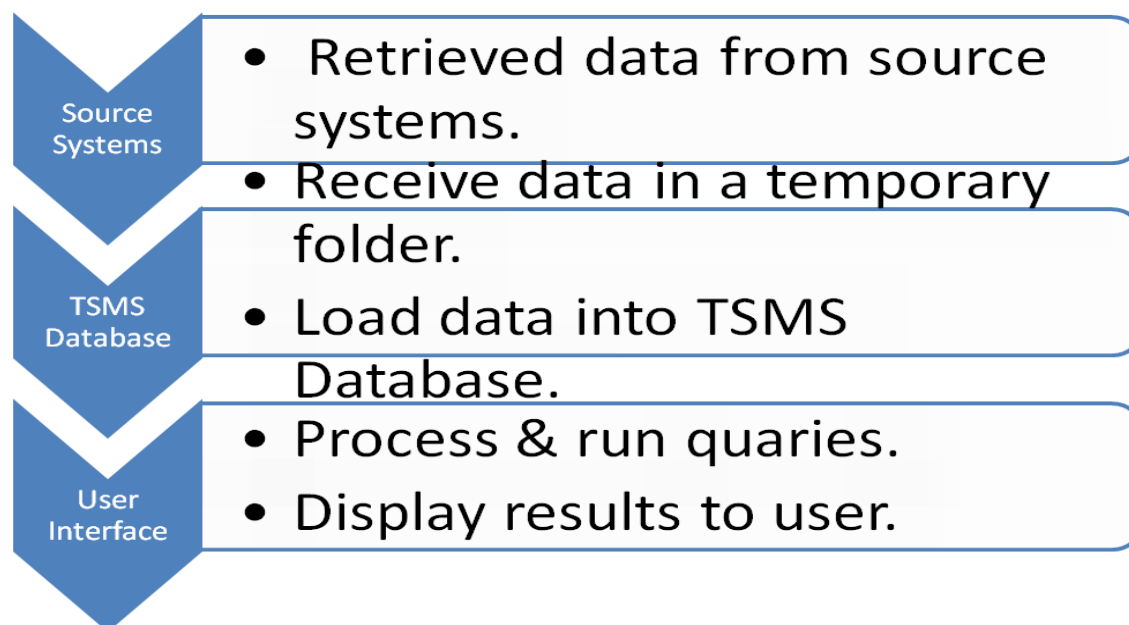 Source
Systems
• Retrieved data from source
systems.
TSMS
Database
• Receive data in a temporary
folder.
• Load data into TSMS
Database.
User
Interface
• Process & run quaries.
• Display results to user.